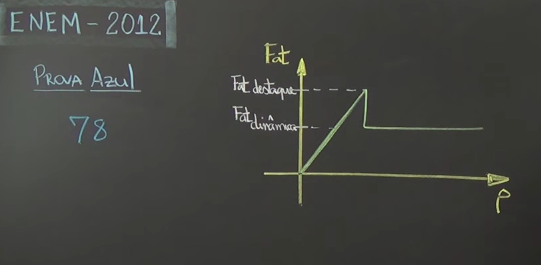 ENEM - 2012
Prova Azul
78
Fat
Fat destaque
Fat dinâmico
P